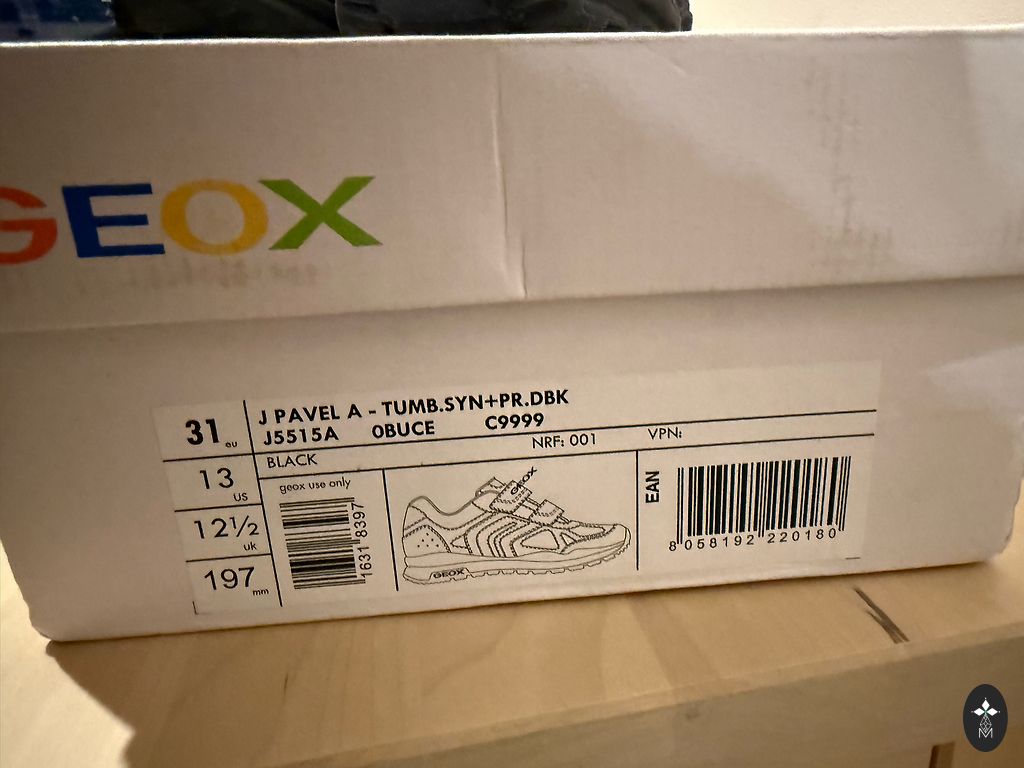 GEOX
31 eu
J PAVEL A - TUMB.SYN+PR.DBK
J5515A 0BUCE C9999
NRF: 001 VPN:
BLACK
13 US
12½ uk
197 mm
geox use only
1631 8397
GEOX
GEOX
EAN
8 058192 220180
M